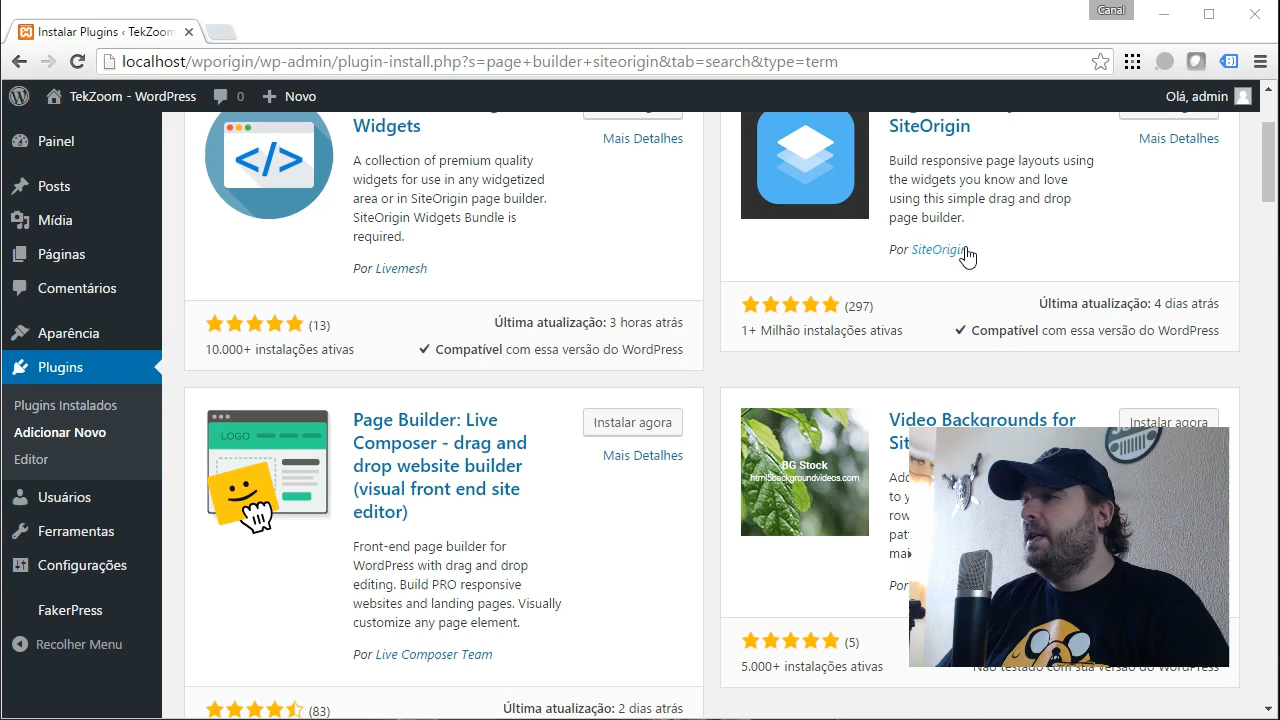 Canal
Instalar Plugins ‹ TekZoom
localhost/wporigin/wp-admin/plugin-install.php?s=page+builder+siteorigin&tab=search&type=term
TekZoom - WordPress
0
Novo
Olá, admin
Painel
Posts
Mídia
Páginas
Comentários
Aparência
Plugins
Plugins Instalados
Adicionar Novo
Editor
Usuários
Ferramentas
Configurações
FakerPress
Recolher Menu
Widgets
Mais Detalhes
A collection of premium quality
widgets for use in any widgetized
area or in SiteOrigin page builder.
SiteOrigin Widgets Bundle is
required.
Por Livemesh
(13)
Última atualização: 3 horas atrás
10.000+ instalações ativas
Compatível com essa versão do WordPress
SiteOrigin
Mais Detalhes
Build responsive page layouts using
the widgets you know and love
using this simple drag and drop
page builder.
Por SiteOrigin
(297)
Última atualização: 4 dias atrás
1+ Milhão instalações ativas
Compatível com essa versão do WordPress
LOGO
Page Builder: Live
Composer - drag and
drop website builder
(visual front end site
editor)
Instalar agora
Mais Detalhes
Front-end page builder for
WordPress with drag and drop
editing. Build PRO responsive
websites and landing pages. Visually
customize any page element.
Por Live Composer Team
(83)
Última atualização: 2 dias atrás
BG Stock
html5backgroundvideos.com
Video Backgrounds for
Instalar agora
Por
(5)
5.000+ instalações ativas
Não testado com sua versão do WordPress